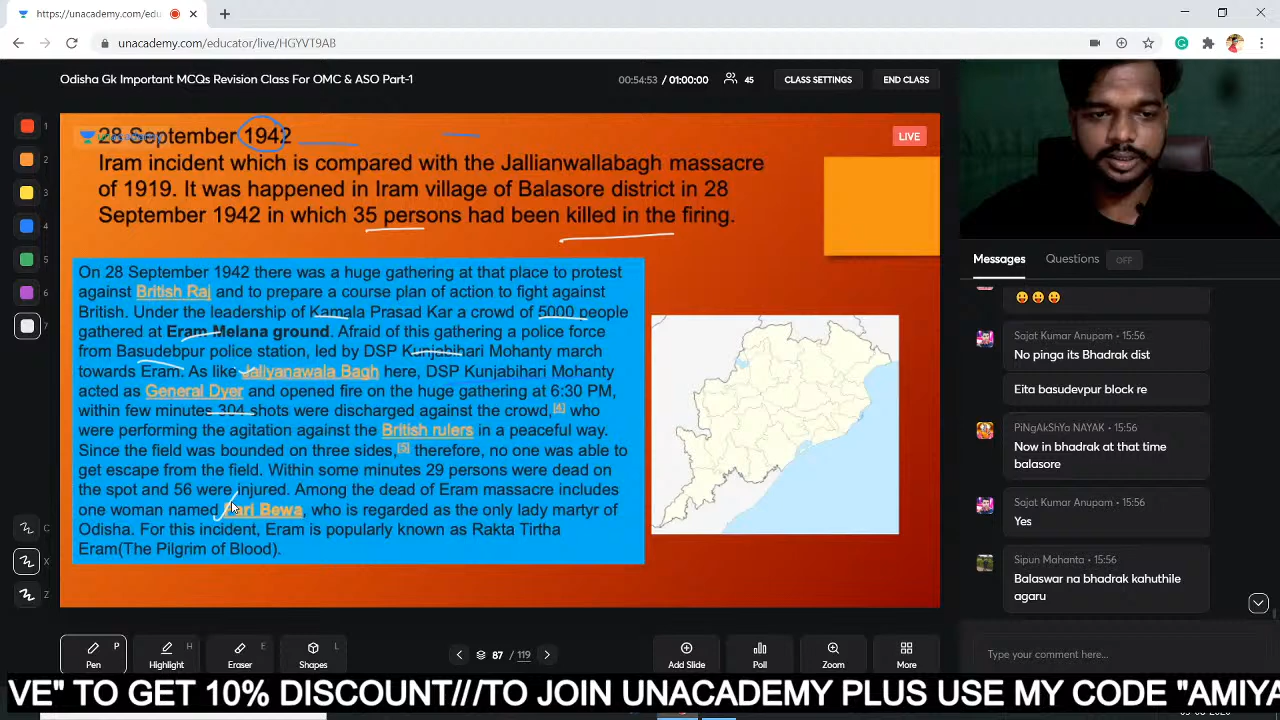 https://unacademy.com/edu
unacademy.com/educator/live/HGYVT9AB
Odisha Gk Important MCQs Revision Class For OMC & ASO Part-1
00:54:53 / 01:00:00
45
CLASS SETTINGS
END CLASS
LIVE
28 September 1942
Iram incident which is compared with the Jallianwallabagh massacre
of 1919. It was happened in Iram village of Balasore district in 28
September 1942 in which 35 persons had been killed in the firing.
On 28 September 1942 there was a huge gathering at that place to protest
against British Raj and to prepare a course plan of action to fight against
British. Under the leadership of Kamala Prasad Kar a crowd of 5000 people
gathered at Eram Melana ground. Afraid of this gathering a police force
from Basudebpur police station, led by DSP Kunjabihari Mohanty march
towards Eram. As like Jallyanawala Bagh here, DSP Kunjabihari Mohanty
acted as General Dyer and opened fire on the huge gathering at 6:30 PM,
within few minutes 304 shots were discharged against the crowd,[4] who
were performing the agitation against the British rulers in a peaceful way.
Since the field was bounded on three sides,[5] therefore, no one was able to
get escape from the field. Within some minutes 29 persons were dead on
the spot and 56 were injured. Among the dead of Eram massacre includes
one woman named Pari Bewa, who is regarded as the only lady martyr of
Odisha. For this incident, Eram is popularly known as Rakta Tirtha
Eram(The Pilgrim of Blood).
1
2
3
4
5
6
7
C
X
Z
Messages
Questions
OFF
Sajat Kumar Anupam · 15:56
No pinga its Bhadrak dist
Eita basudevpur block re
PiNgAkShYa NAYAK · 15:56
Now in bhadrak at that time
balasore
Sajat Kumar Anupam · 15:56
Yes
Sipun Mahanta · 15:56
Balaswar na bhadrak kahuthile
agaru
Type your comment here...
Pen P
Highlight H
Eraser E
Shapes L
87 / 119
Add Slide
Poll
Zoom
More
VE" TO GET 10% DISCOUNT///TO JOIN UNACADEMY PLUS USE MY CODE "AMIYA